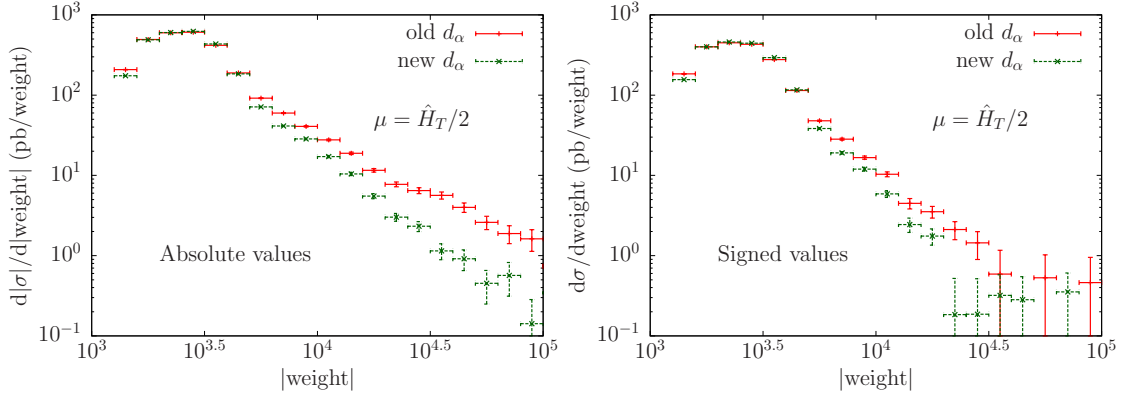 10^3
10^2
10^1
10^0
10^{-1}
d|σ|/d|weight| (pb/weight)
old d_α
new d_α
μ = Ĥ_T/2
Absolute values
10^3
10^{3.5}
10^4
10^{4.5}
10^5
|weight|
10^3
10^2
10^1
10^0
10^{-1}
dσ/dweight (pb/weight)
old d_α
new d_α
μ = Ĥ_T/2
Signed values
10^3
10^{3.5}
10^4
10^{4.5}
10^5
|weight|